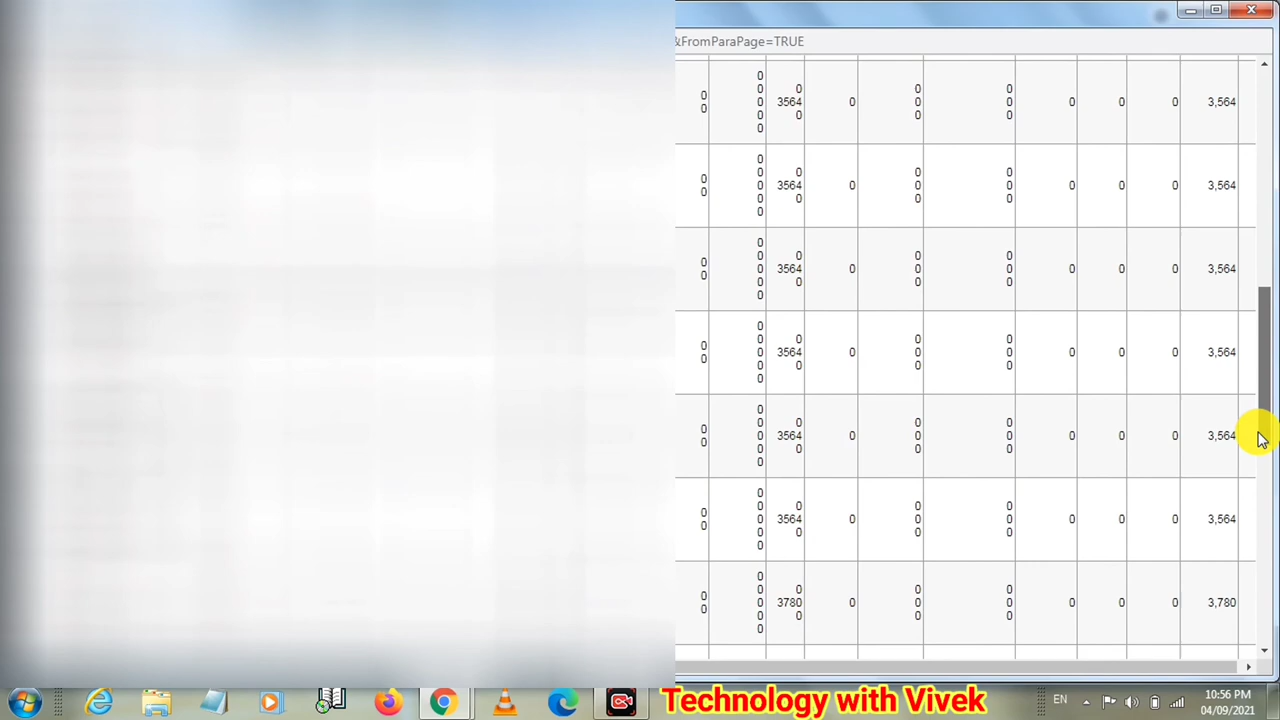 &FromParaPage=TRUE
0 0 0 0 0 0 0 0 3564 0 0 0 0 0 0 0 0 0 0 0 3,564
0 0 0 0 0 0 0 0 3564 0 0 0 0 0 0 0 0 0 0 0 3,564
0 0 0 0 0 0 0 0 3564 0 0 0 0 0 0 0 0 0 0 0 3,564
0 0 0 0 0 0 0 0 3564 0 0 0 0 0 0 0 0 0 0 0 3,564
0 0 0 0 0 0 0 0 3564 0 0 0 0 0 0 0 0 0 0 0 3,564
0 0 0 0 0 0 0 0 3564 0 0 0 0 0 0 0 0 0 0 0 3,564
0 0 0 0 0 0 0 0 3780 0 0 0 0 0 0 0 0 0 0 0 3,780
Technology with Vivek
EN
10:56 PM
04/09/2021